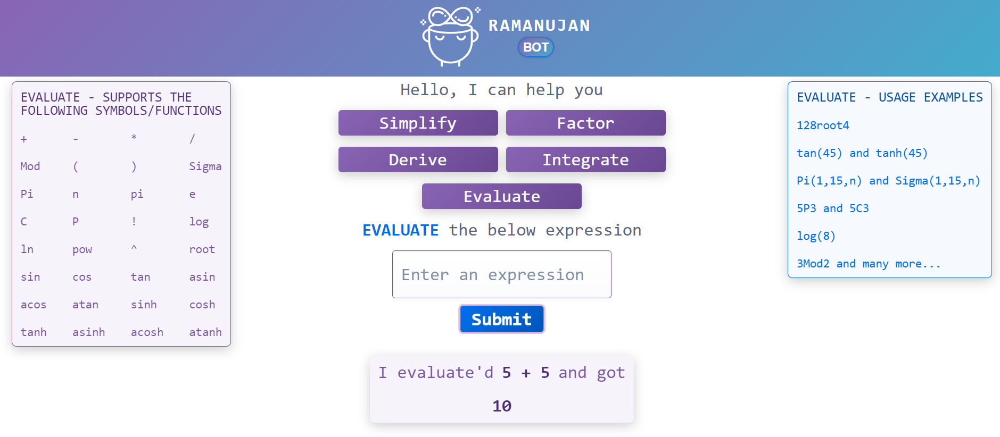 RAMANUJAN
BOT
EVALUATE - SUPPORTS THE
FOLLOWING SYMBOLS/FUNCTIONS
+ - * /
Mod ( ) Sigma
Pi n pi e
C P ! log
ln pow ^ root
sin cos tan asin
acos atan sinh cosh
tanh asinh acosh atanh
Hello, I can help you
Simplify Factor
Derive Integrate
Evaluate
EVALUATE the below expression
Enter an expression
Submit
I evaluate'd 5 + 5 and got
10
EVALUATE - USAGE EXAMPLES
128root4
tan(45) and tanh(45)
Pi(1,15,n) and Sigma(1,15,n)
5P3 and 5C3
log(8)
3Mod2 and many more...